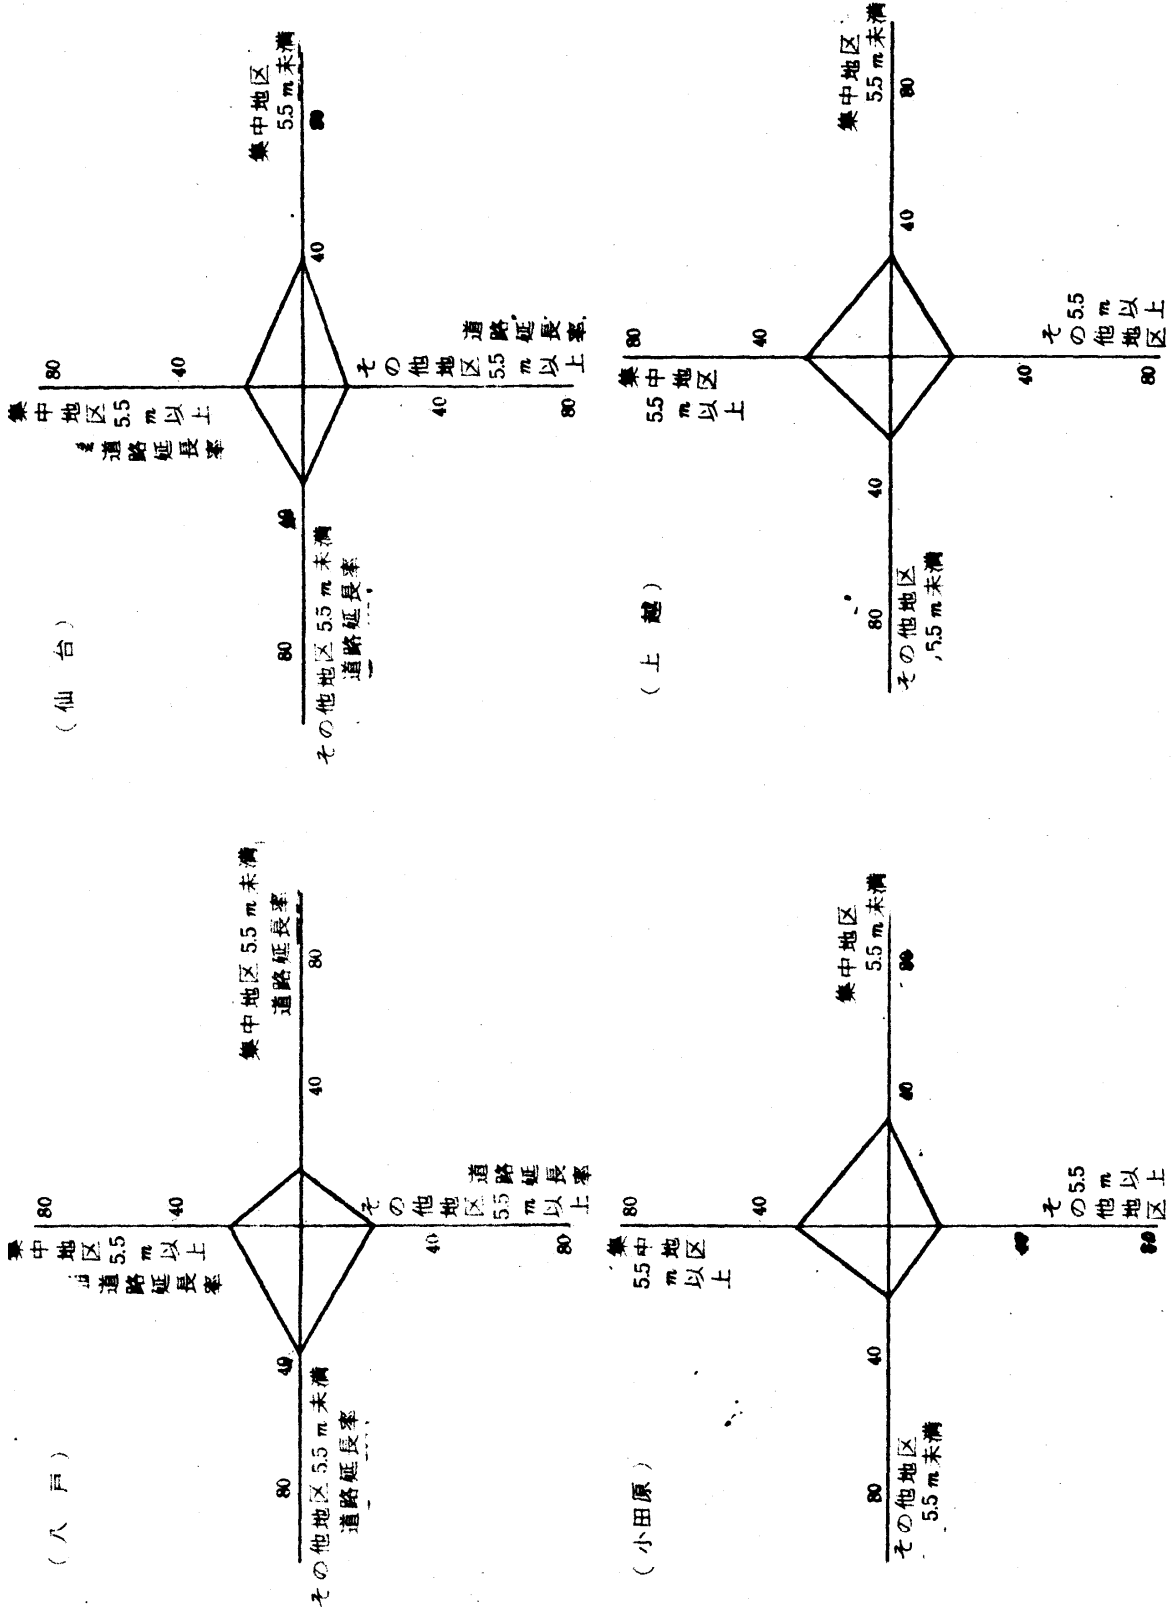 (八 戸)
80
集中地区5.5m以上
道路延長率
40
集中地区5.5m未満
道路延長率
40
80
40
80
その他地区5.5m未満
道路延長率
その他地区5.5m以上
道路延長率
40
80
(仙 台)
80
集中地区5.5m以上
道路延長率
40
集中地区
5.5m未満
80
40
40
80
その他地区5.5m未満
道路延長率
その他地区5.5m以上
道路延長率
40
80
(小田原)
80
集中地区
5.5m以上
40
集中地区
5.5m未満
40
80
40
80
その他地区
5.5m未満
その他地区
5.5m以上
40
80
(上 越)
80
集中地区
5.5m以上
40
集中地区
5.5m未満
40
80
40
80
その他地区
5.5m未満
その他地区
5.5m以上
40
80